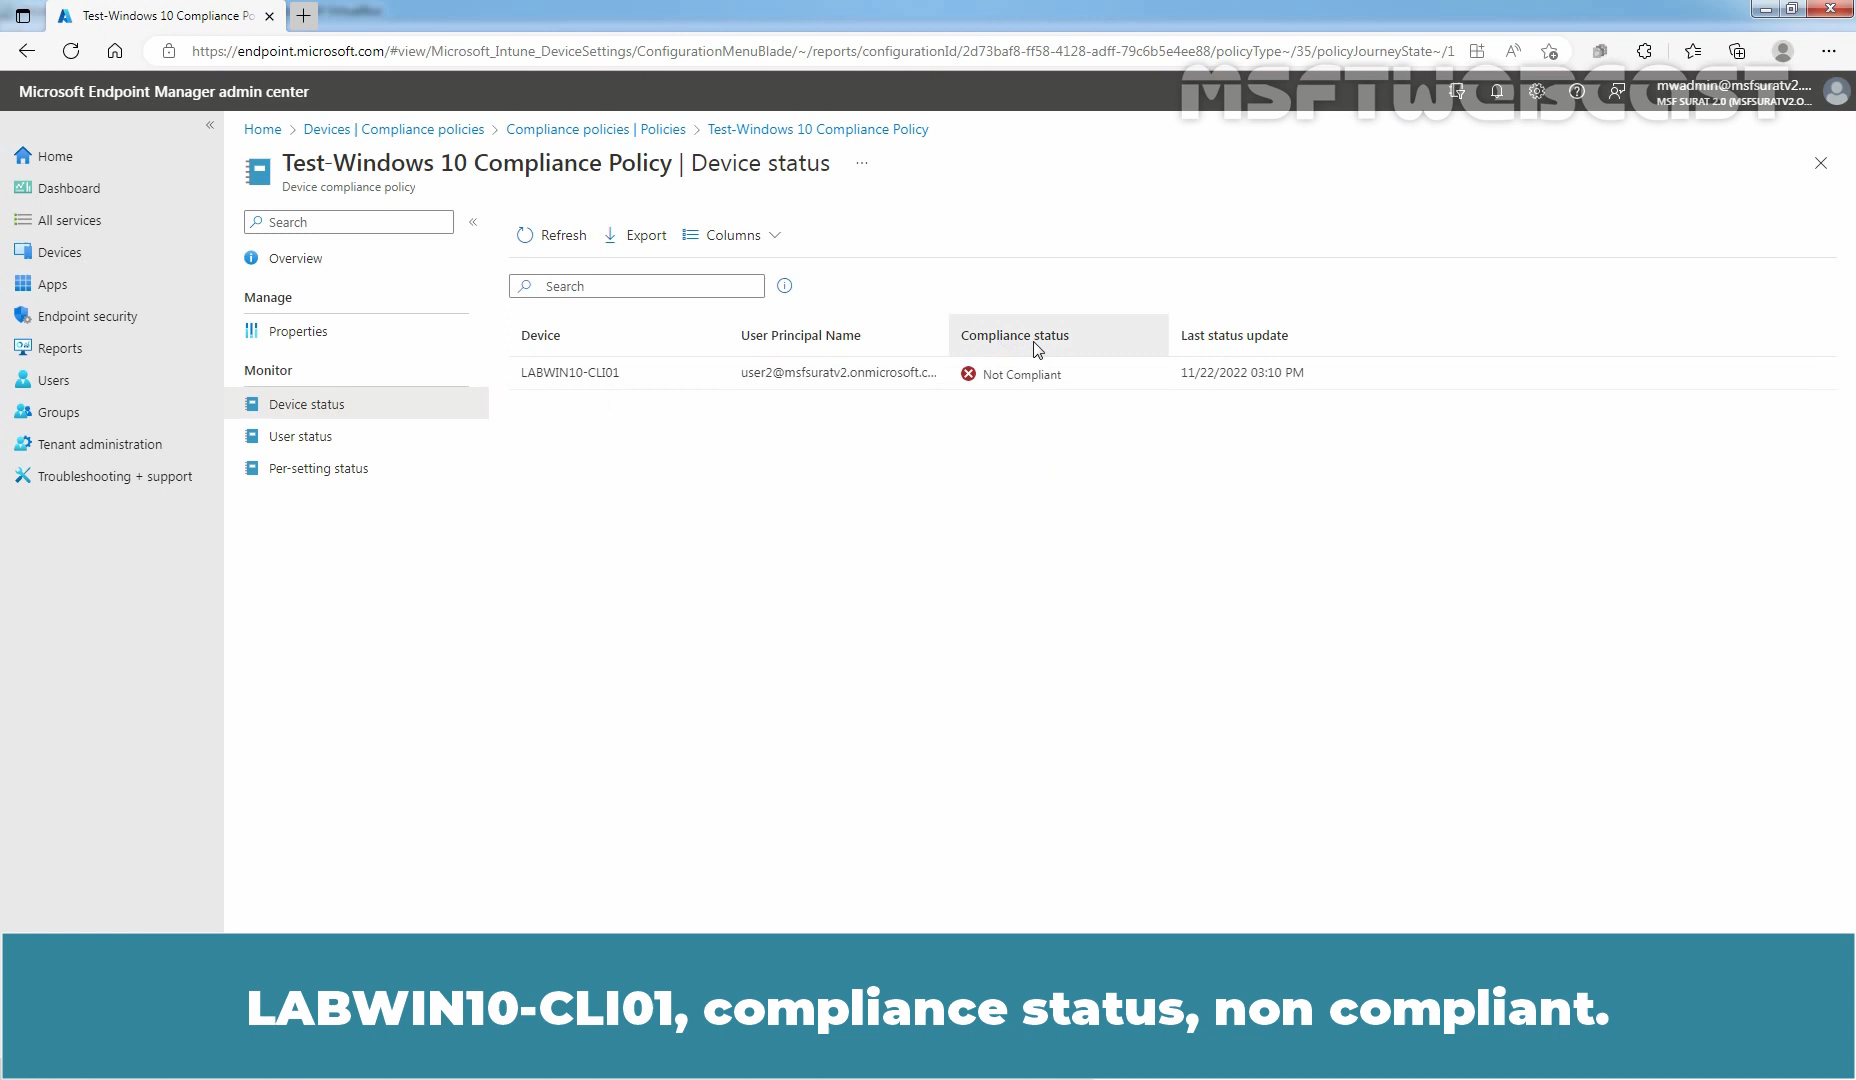 Test-Windows 10 Compliance Po
https://endpoint.microsoft.com/#view/Microsoft_Intune_DeviceSettings/ConfigurationMenuBlade/~/reports/configurationId/2d73baf8-ff58-4128-adff-79c6b5e4ee88/policyType~/35/policyJourneyState~/1
MSFTWEBCAST
Microsoft Endpoint Manager admin center
mwadmin@msfsuratv2....
MSF SURAT 2.0 (MSFSURATV2.O...
Home > Devices | Compliance policies > Compliance policies | Policies > Test-Windows 10 Compliance Policy
Test-Windows 10 Compliance Policy | Device status ...
Device compliance policy
Home
Dashboard
All services
Devices
Apps
Endpoint security
Reports
Users
Groups
Tenant administration
Troubleshooting + support
Search
Overview
Manage
Properties
Monitor
Device status
User status
Per-setting status
Refresh Export Columns
Search
Device User Principal Name Compliance status Last status update
LABWIN10-CLI01 user2@msfsuratv2.onmicrosoft.c... Not Compliant 11/22/2022 03:10 PM
LABWIN10-CLI01, compliance status, non compliant.